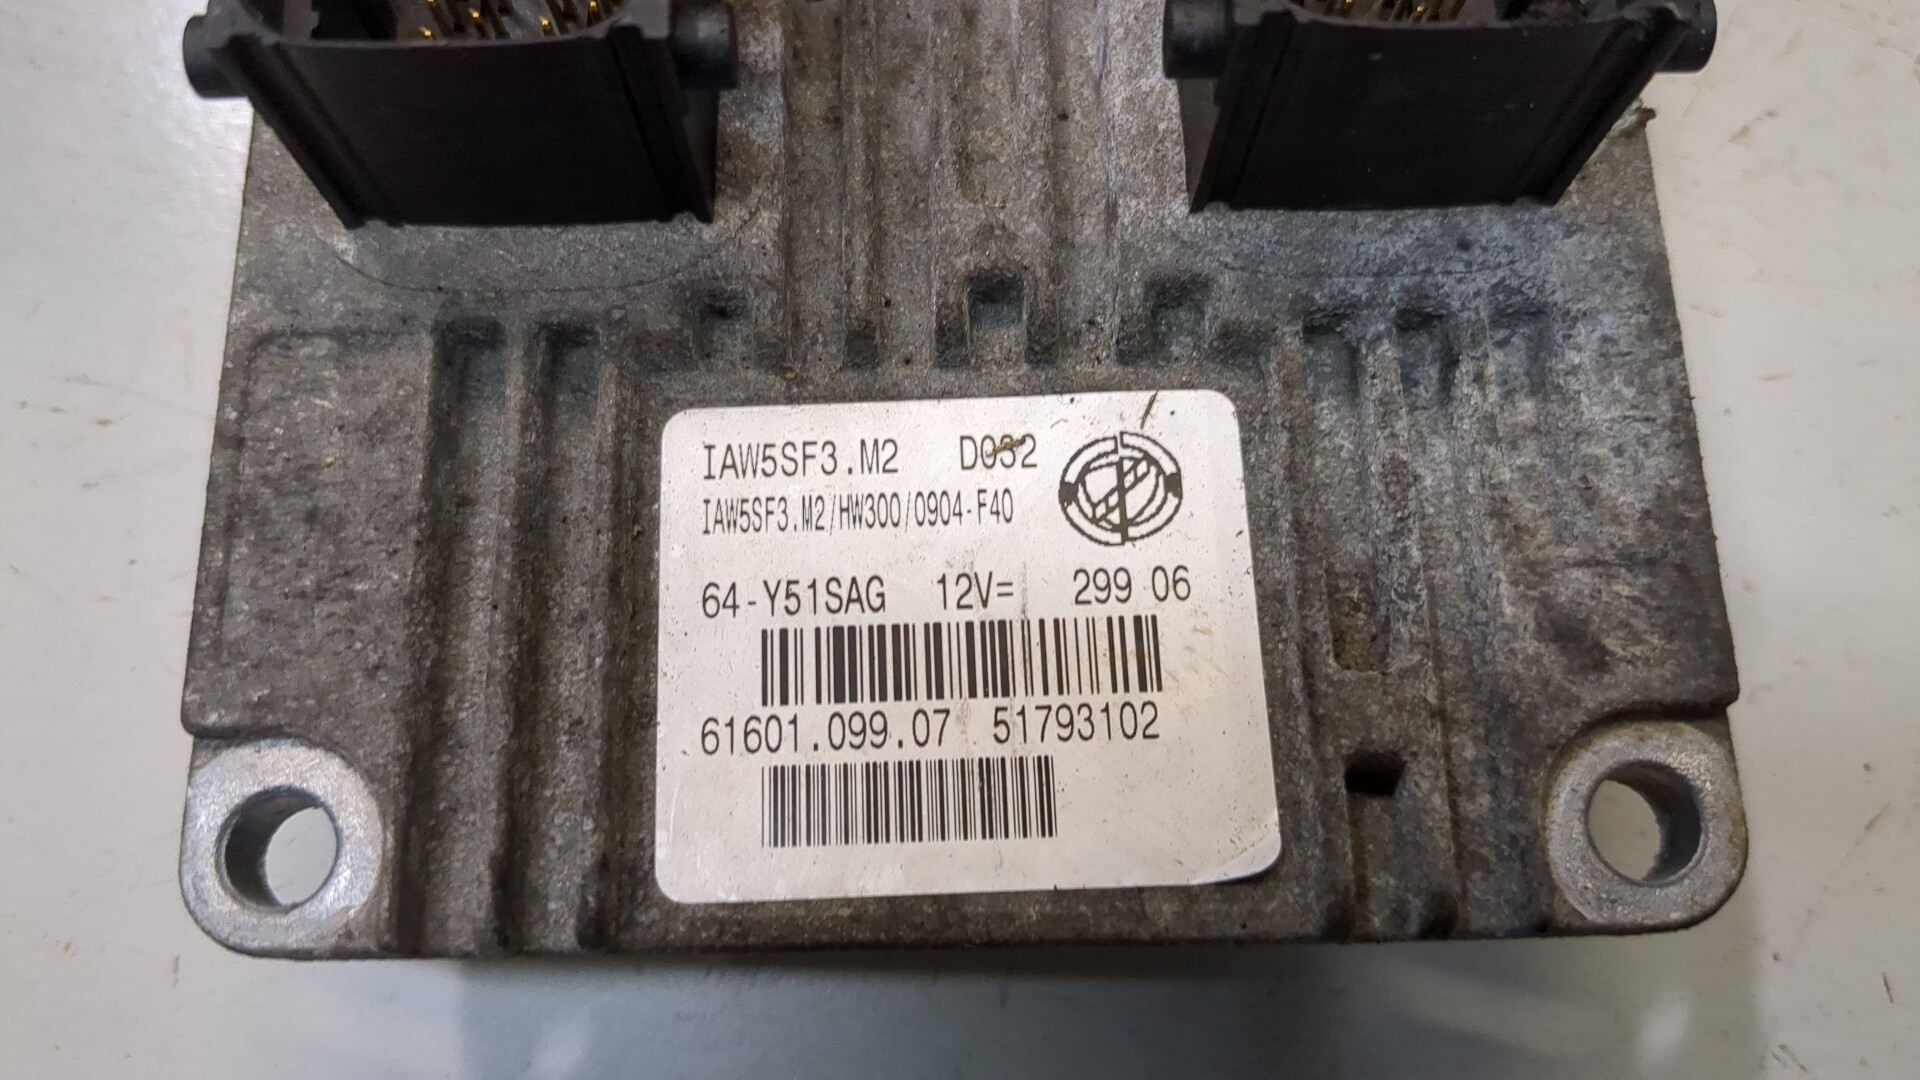 IAW5SF3.M2 D032
IAW5SF3.M2/HW300/0904-F40
64-Y51SAG 12V= 299 06
61601.099.07 51793102